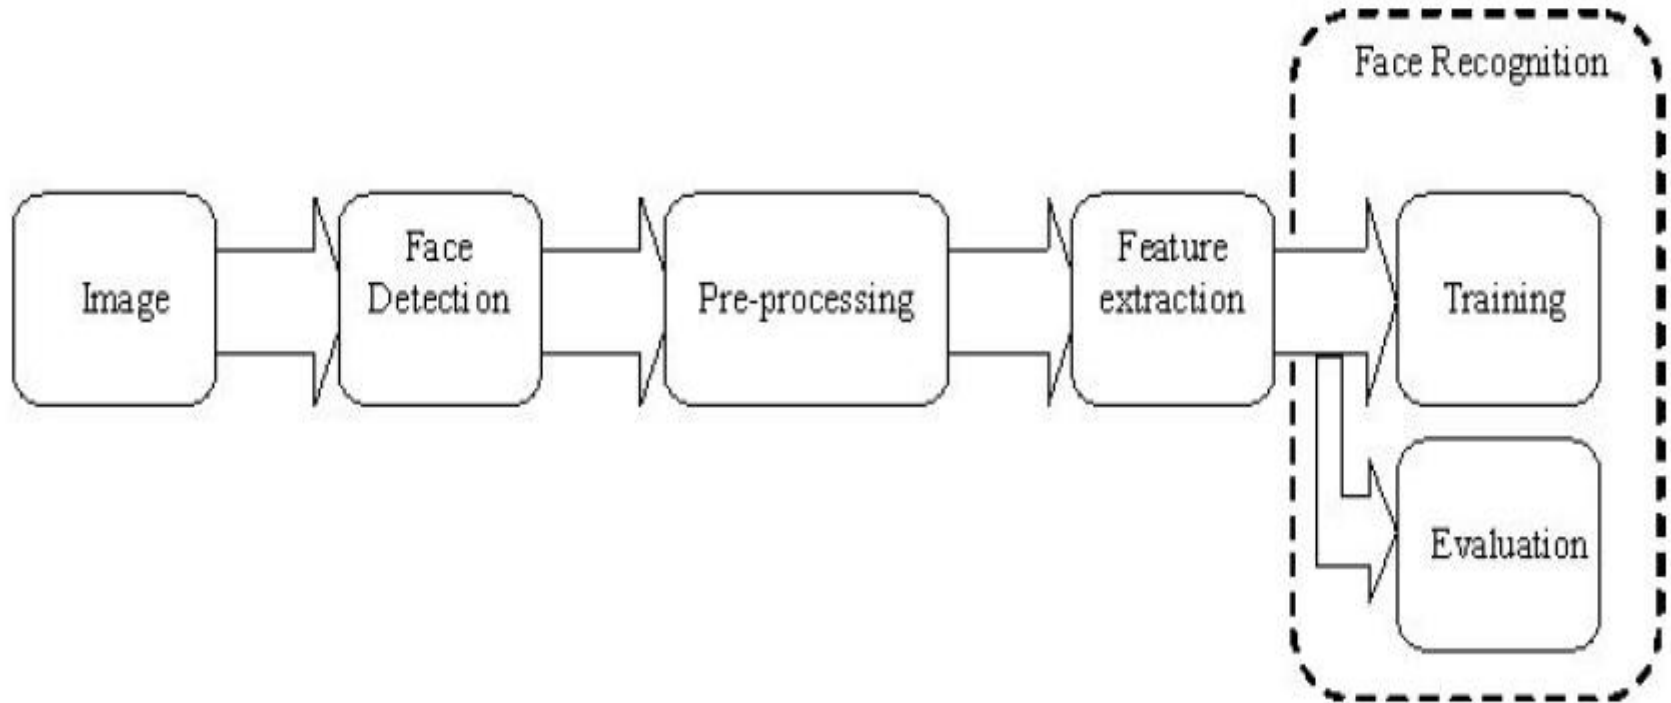 Face Recognition
Image
Face
Detection
Pre-processing
Feature
extraction
Training
Evaluation